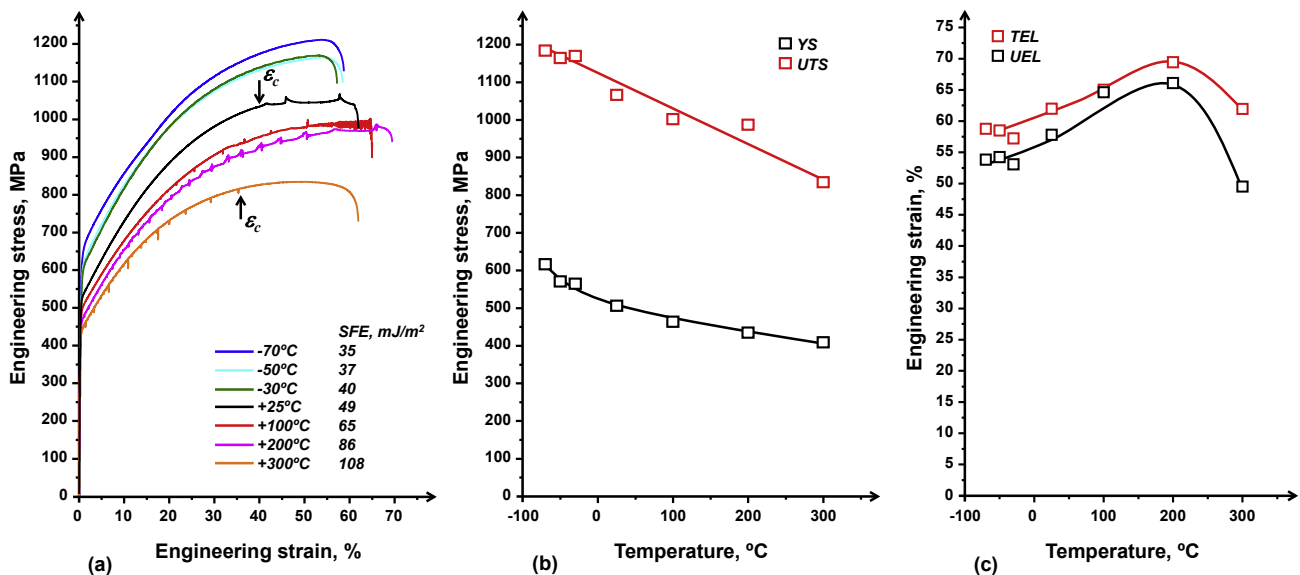 Engineering stress, MPa
1200
1100
1000
900
800
700
600
500
400
300
200
100
0
0 10 20 30 40 50 60 70
Engineering strain, %
(a)
εc
εc
SFE, mJ/m²
-70ºC 35
-50ºC 37
-30ºC 40
+25ºC 49
+100ºC 65
+200ºC 86
+300ºC 108
Engineering stress, MPa
1200
1100
1000
900
800
700
600
500
400
300
200
100
0
-100 0 100 200 300
Temperature, ºC
(b)
YS
UTS
Engineering strain, %
75
70
65
60
55
50
45
40
35
30
25
20
15
10
5
0
-100 0 100 200 300
Temperature, ºC
(c)
TEL
UEL